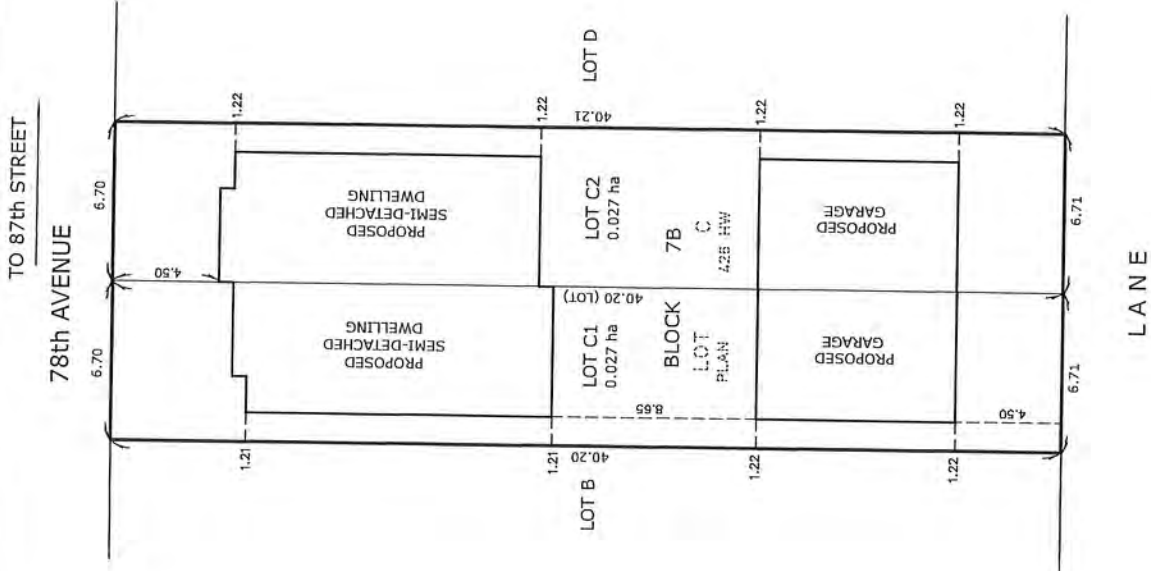 TO 87th STREET
78th AVENUE
6.70
6.70
4.50
1.22
1.21
PROPOSED
SEMI-DETACHED
DWELLING
PROPOSED
SEMI-DETACHED
DWELLING
LOT D
1.22
1.21
40.21
40.20
40.20 (LOT)
LOT B
LOT C1
0.027 ha
LOT C2
0.027 ha
BLOCK 7B
LOT C
PLAN 426 HW
8.65
1.22
1.22
PROPOSED
GARAGE
PROPOSED
GARAGE
1.22
1.22
4.50
6.71
6.71
LANE